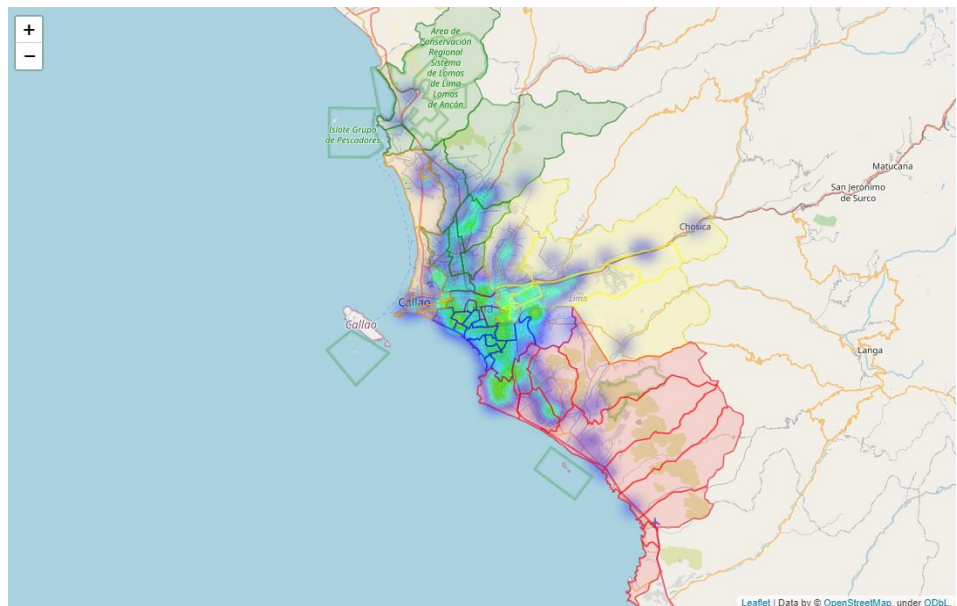 +
−
Área de
Conservación
Regional
Sistema
de Lomas
de Lima
Lomas
de Ancón
Islote Grupo
de Pescadores
Matucana
San Jerónimo
de Surco
Chosica
Callao
Lima
Callao
Langa
Leaflet | Data by © OpenStreetMap, under ODbL.